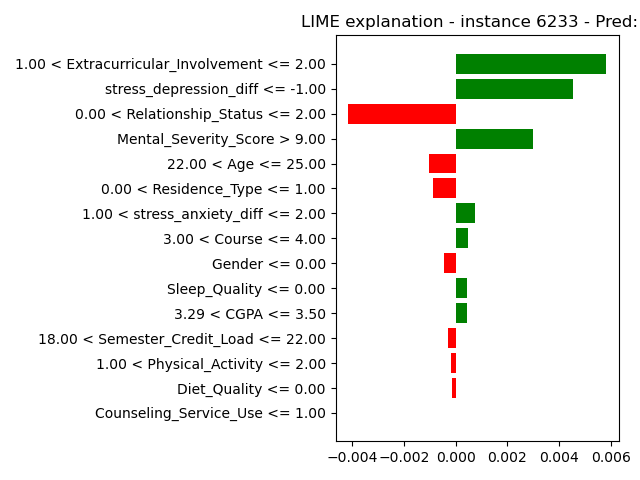 LIME explanation - instance 6233 - Pred:
1.00 < Extracurricular_Involvement <= 2.00
stress_depression_diff <= -1.00
0.00 < Relationship_Status <= 2.00
Mental_Severity_Score > 9.00
22.00 < Age <= 25.00
0.00 < Residence_Type <= 1.00
1.00 < stress_anxiety_diff <= 2.00
3.00 < Course <= 4.00
Gender <= 0.00
Sleep_Quality <= 0.00
3.29 < CGPA <= 3.50
18.00 < Semester_Credit_Load <= 22.00
1.00 < Physical_Activity <= 2.00
Diet_Quality <= 0.00
Counseling_Service_Use <= 1.00
−0.004 −0.002 0.000 0.002 0.004 0.006